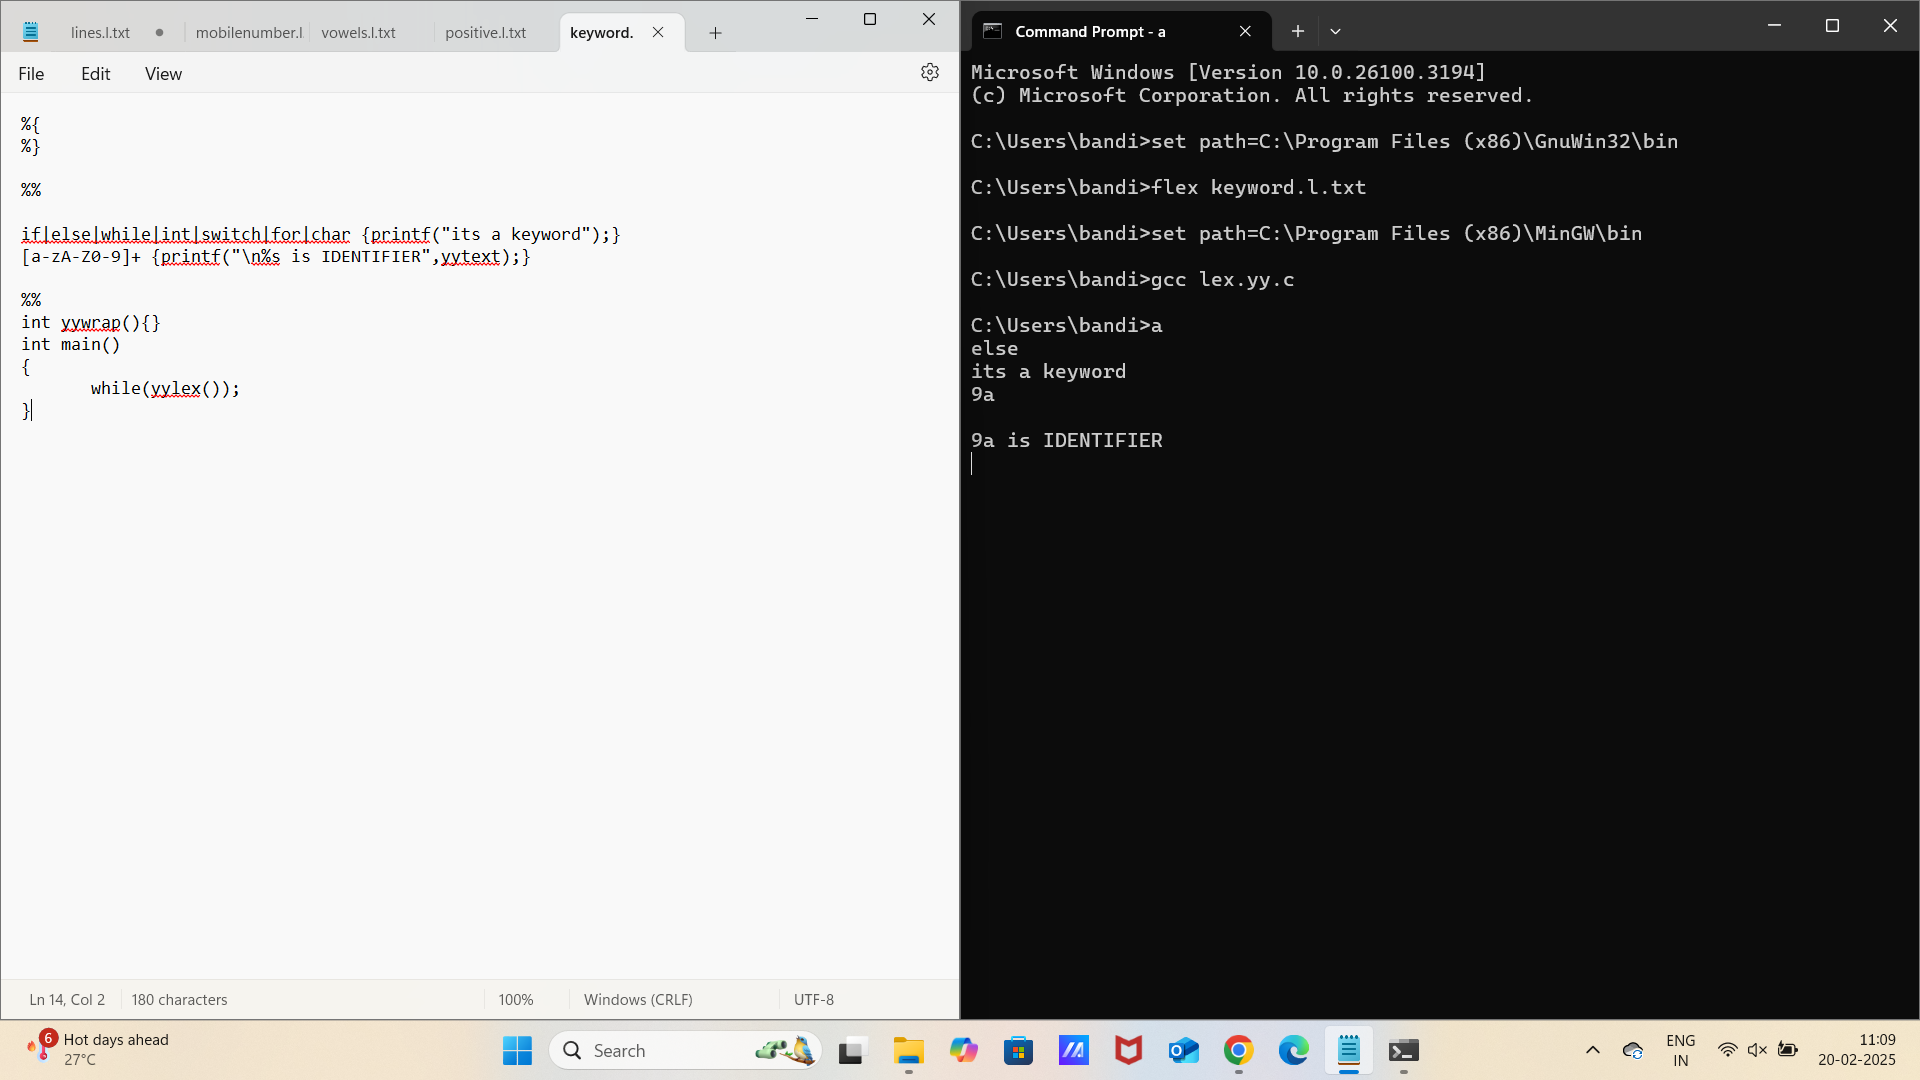 lines.l.txt
mobilenumber.l
vowels.l.txt
positive.l.txt
keyword.
File Edit View
%{
%}
%%
if|else|while|int|switch|for|char {printf("its a keyword");}
[a-zA-Z0-9]+ {printf("\n%s is IDENTIFIER",yytext);}
%%
int yywrap(){}
int main()
{
while(yylex());
}
Ln 14, Col 2
180 characters
100%
Windows (CRLF)
UTF-8
Command Prompt - a
Microsoft Windows [Version 10.0.26100.3194]
(c) Microsoft Corporation. All rights reserved.
C:\Users\bandi>set path=C:\Program Files (x86)\GnuWin32\bin
C:\Users\bandi>flex keyword.l.txt
C:\Users\bandi>set path=C:\Program Files (x86)\MinGW\bin
C:\Users\bandi>gcc lex.yy.c
C:\Users\bandi>a
else
its a keyword
9a
9a is IDENTIFIER
6
Hot days ahead
27°C
Search
ENG
IN
11:09
20-02-2025